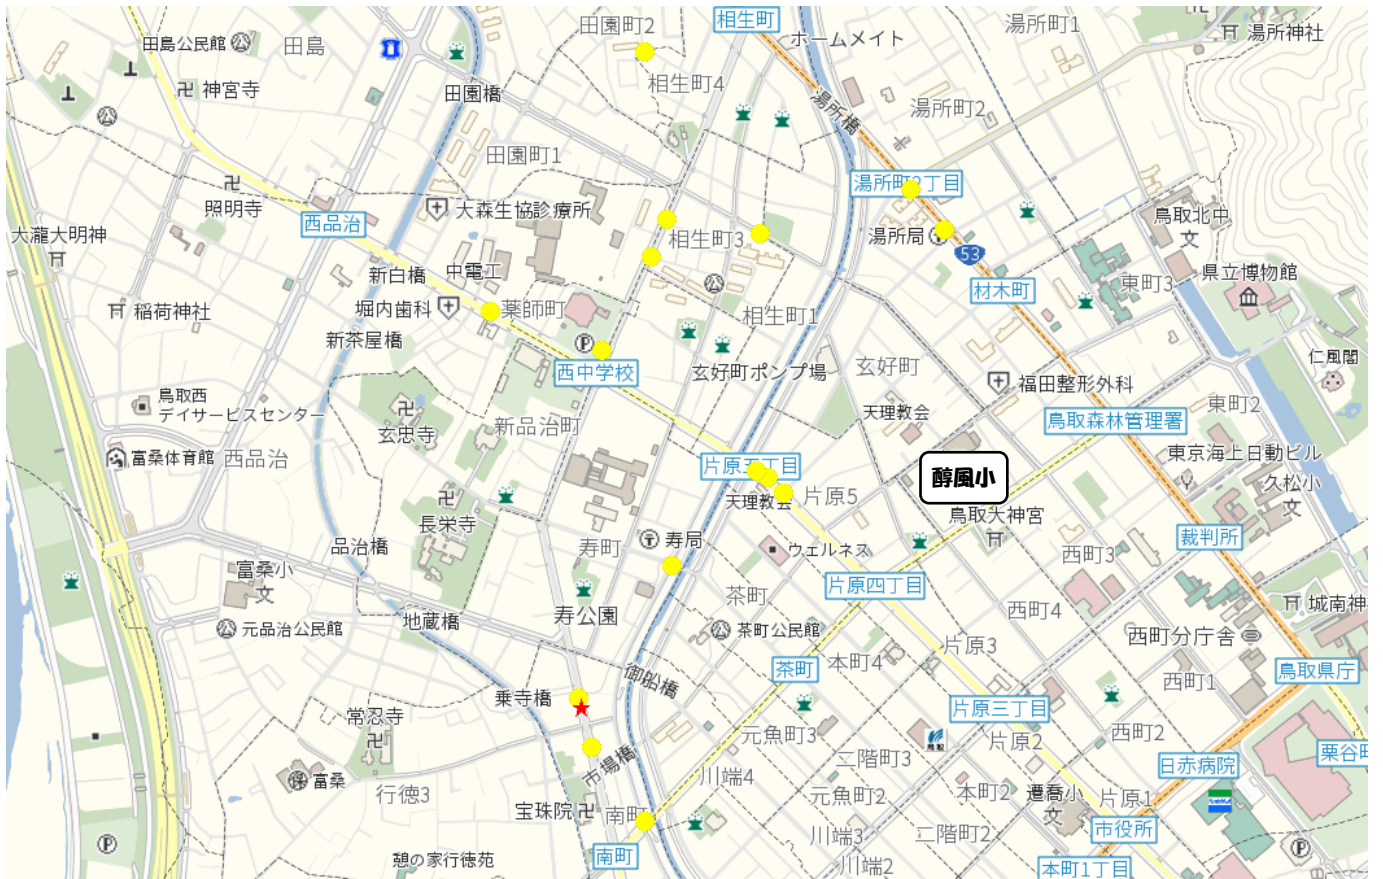 田園町2
相生町
湯所町1
ホームメイト
湯所神社
田島公民館
田島
神宮寺
田園橋
相生町4
湯所橋
湯所町2
田園町1
湯所町2丁目
照明寺
西品治
大森生協診療所
鳥取北中
文
大瀧大明神
相生町3
湯所局
53
新白橋
中電工
材木町
東町3
県立博物館
稲荷神社
堀内歯科
薬師町
相生町1
新茶屋橋
P
西中学校
玄好町ポンプ場
玄好町
仁風閣
福田整形外科
鳥取西
デイサービスセンター
東町2
天理教会
鳥取森林管理署
玄忠寺
新品治町
富桑体育館
西品治
片原五丁目
東京海上日動ビル
醇風小
久松小
文
天理教会
片原5
長栄寺
鳥取大神宮
裁判所
品治橋
寿町
寿局
ウェルネス
西町3
富桑小
文
片原四丁目
茶町
西町4
城南神
地蔵橋
寿公園
元品治公民館
茶町公民館
西町分庁舎
片原3
本町4
茶町
御船橋
鳥取県庁
西町1
乗寺橋
片原三丁目
常忍寺
元魚町3
片原2
西町2
二階町3
鳥取
栗谷町
市場橋
川端4
日赤病院
富桑
行徳3
元魚町2
本町2
遷喬小
文
片原1
宝珠院
南町
市役所
川端3
二階町2
P
南町
憩の家行徳苑
川端2
本町1丁目
P